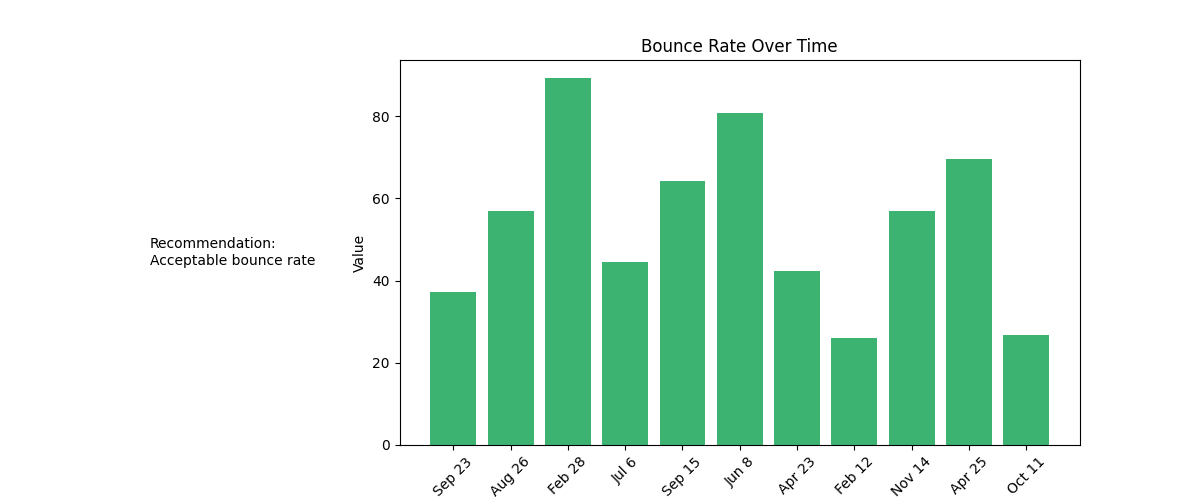 Bounce Rate Over Time
Recommendation:
Acceptable bounce rate
Value
80
60
40
20
0
Sep 23
Aug 26
Feb 28
Jul 6
Sep 15
Jun 8
Apr 23
Feb 12
Nov 14
Apr 25
Oct 11